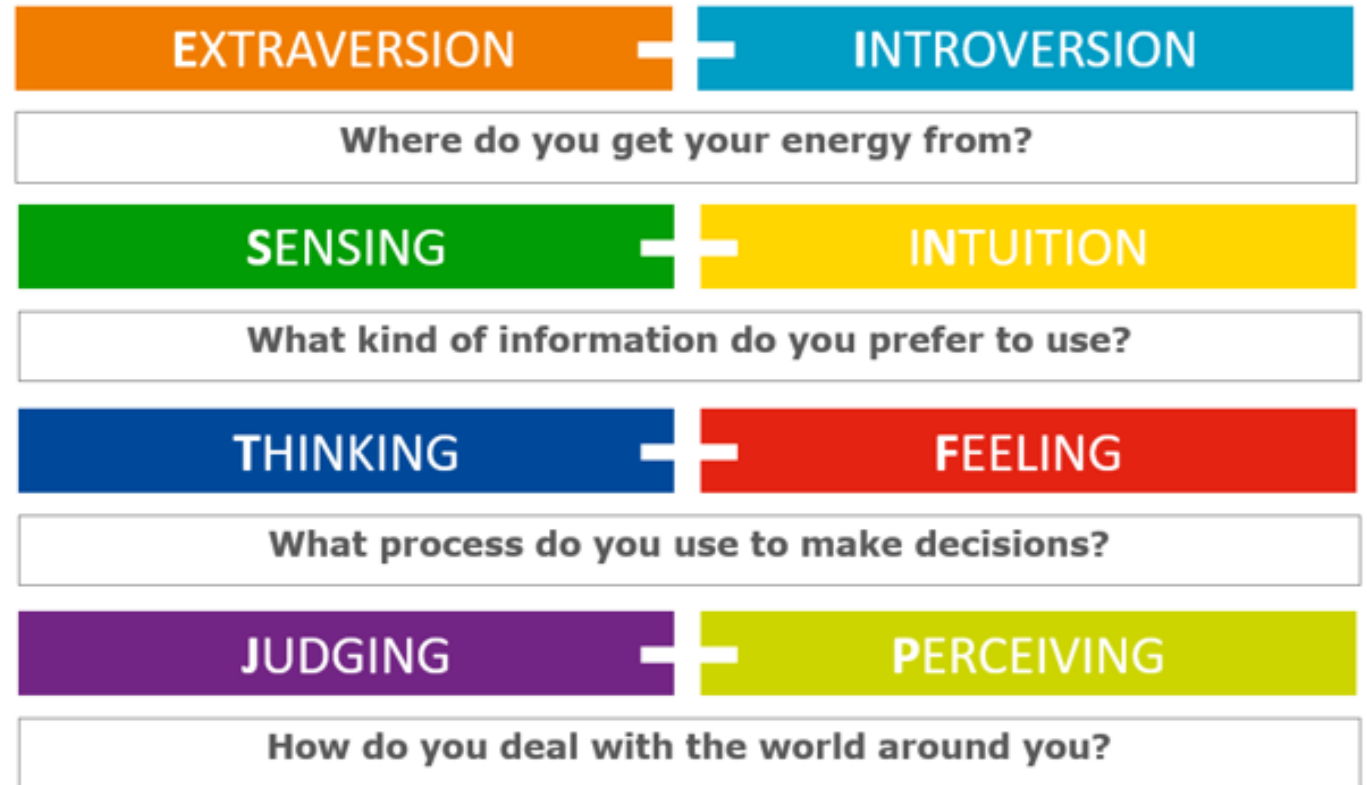 EXTRAVERSION INTROVERSION
Where do you get your energy from?
SENSING INTUITION
What kind of information do you prefer to use?
THINKING FEELING
What process do you use to make decisions?
JUDGING PERCEIVING
How do you deal with the world around you?